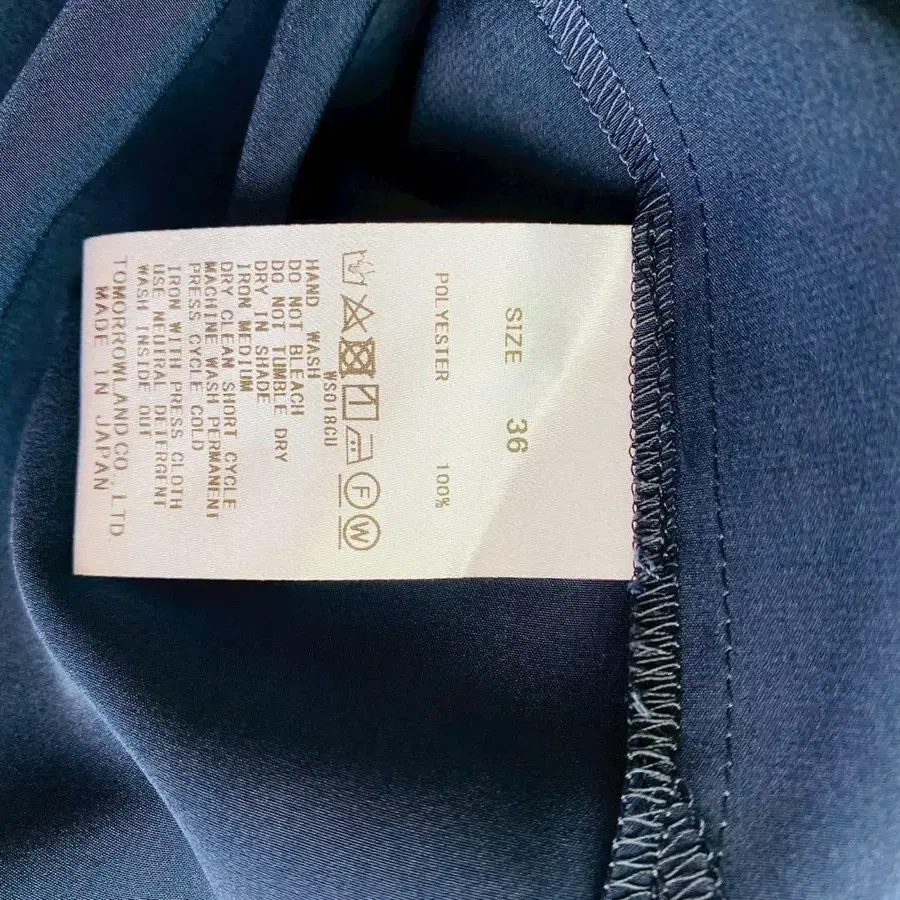 SIZE 36
POLYESTER 100%
F W
WS018CU
HAND WASH
DO NOT BLEACH
DO NOT TUMBLE DRY
DRY IN SHADE
IRON MEDIUM
DRY CLEAN SHORT CYCLE
MACHINE WASH PERMANENT
PRESS CYCLE COLD
IRON WITH PRESS CLOTH
USE NEUTRAL DETERGENT
WASH INSIDE OUT
TOMORROWLAND CO.,LTD
MADE IN JAPAN